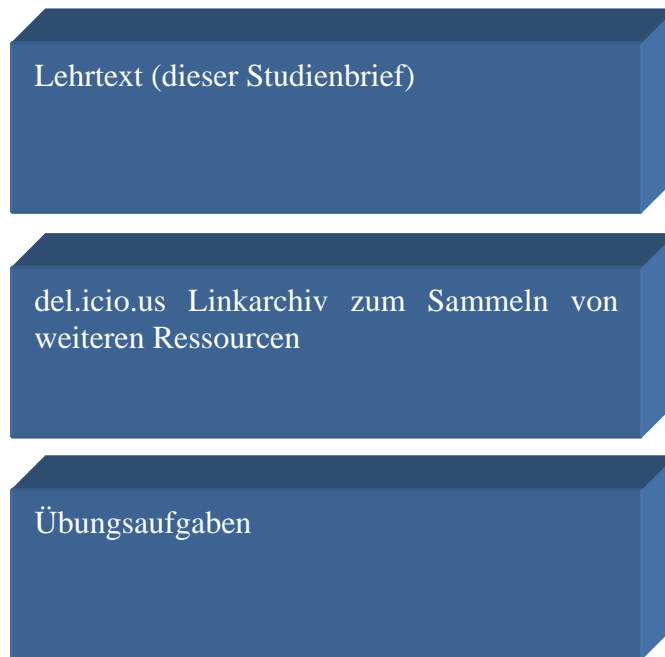 Lehrtext (dieser Studienbrief)
del.icio.us Linkarchiv zum Sammeln von
weiteren Ressourcen
Übungsaufgaben